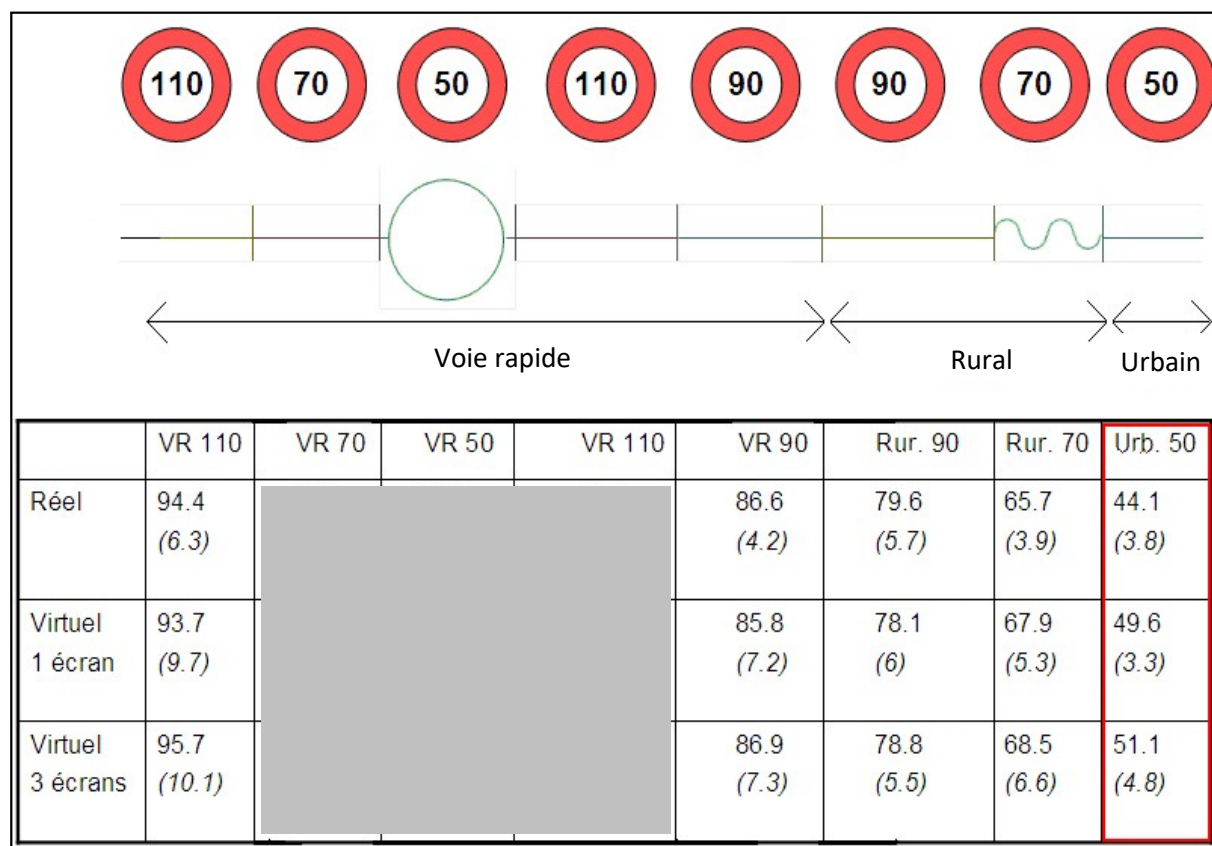 110 70 50 110 90 90 70 50
Voie rapide Rural Urbain
VR 110 VR 70 VR 50 VR 110 VR 90 Rur. 90 Rur. 70 Urb. 50
Réel 94.4 86.6 79.6 65.7 44.1
(6.3) (4.2) (5.7) (3.9) (3.8)
Virtuel 93.7 85.8 78.1 67.9 49.6
1 écran (9.7) (7.2) (6) (5.3) (3.3)
Virtuel 95.7 86.9 78.8 68.5 51.1
3 écrans (10.1) (7.3) (5.5) (6.6) (4.8)